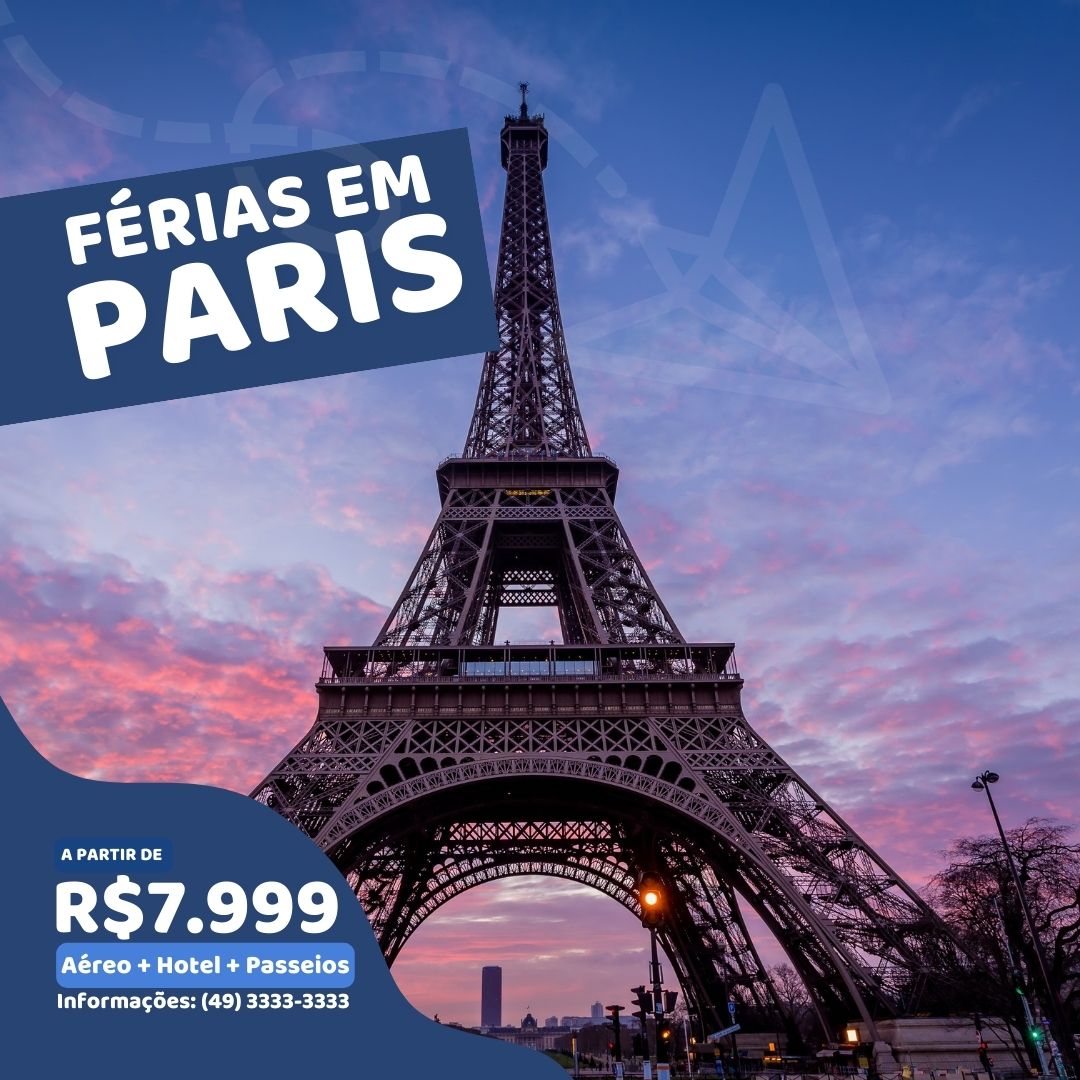 FÉRIAS EM
PARIS
A PARTIR DE
R$7.999
Aéreo + Hotel + Passeios
Informações: (49) 3333-3333